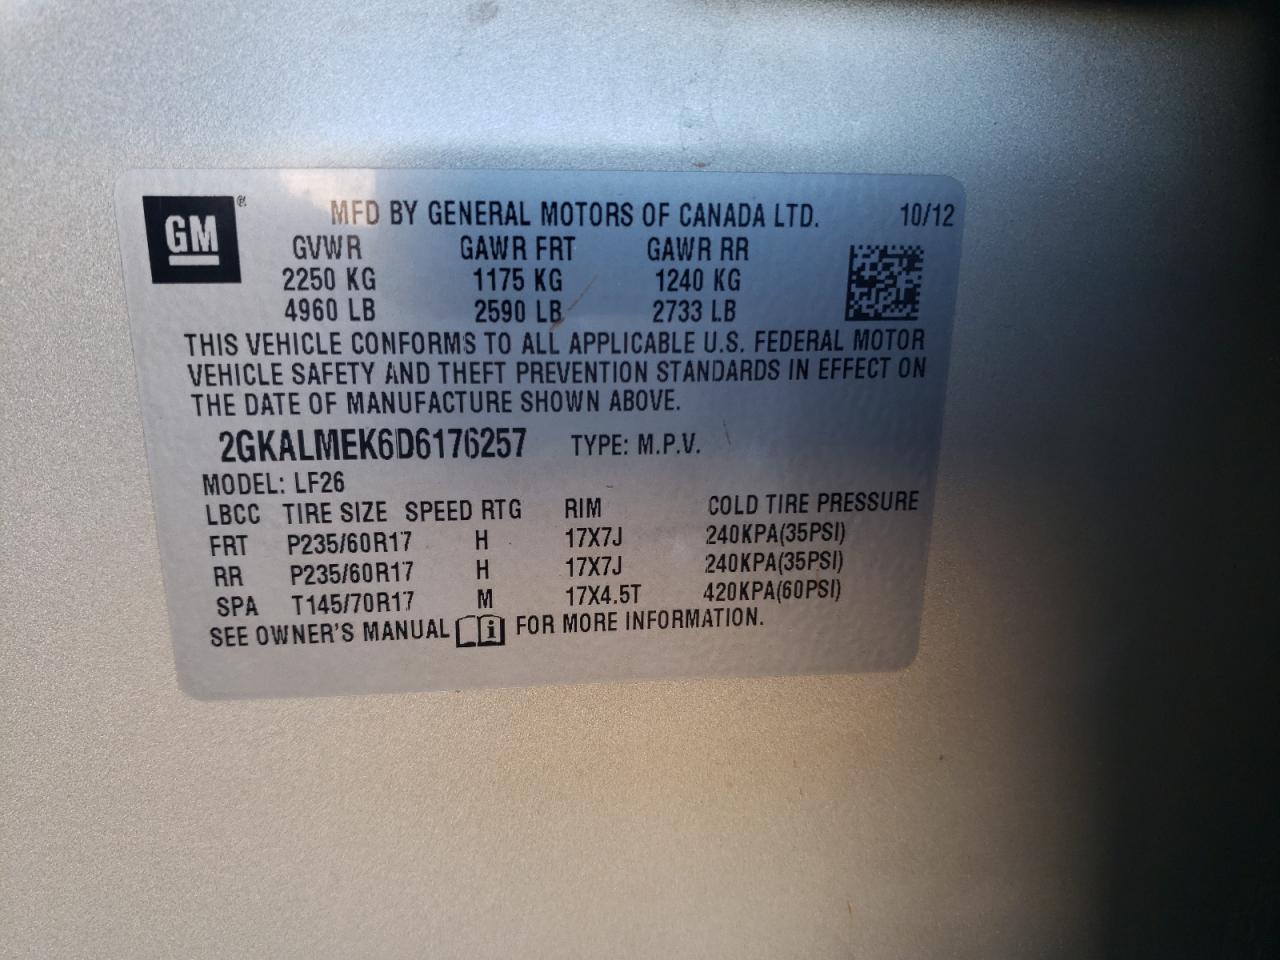 GM ®
MFD BY GENERAL MOTORS OF CANADA LTD. 10/12
GVWR GAWR FRT GAWR RR
2250 KG 1175 KG 1240 KG
4960 LB 2590 LB 2733 LB
THIS VEHICLE CONFORMS TO ALL APPLICABLE U.S. FEDERAL MOTOR
VEHICLE SAFETY AND THEFT PREVENTION STANDARDS IN EFFECT ON
THE DATE OF MANUFACTURE SHOWN ABOVE.
2GKALMEK6D6176257 TYPE: M.P.V.
MODEL: LF26
LBCC TIRE SIZE SPEED RTG RIM COLD TIRE PRESSURE
FRT P235/60R17 H 17X7J 240KPA(35PSI)
RR P235/60R17 H 17X7J 240KPA(35PSI)
SPA T145/70R17 M 17X4.5T 420KPA(60PSI)
SEE OWNER'S MANUAL i FOR MORE INFORMATION.